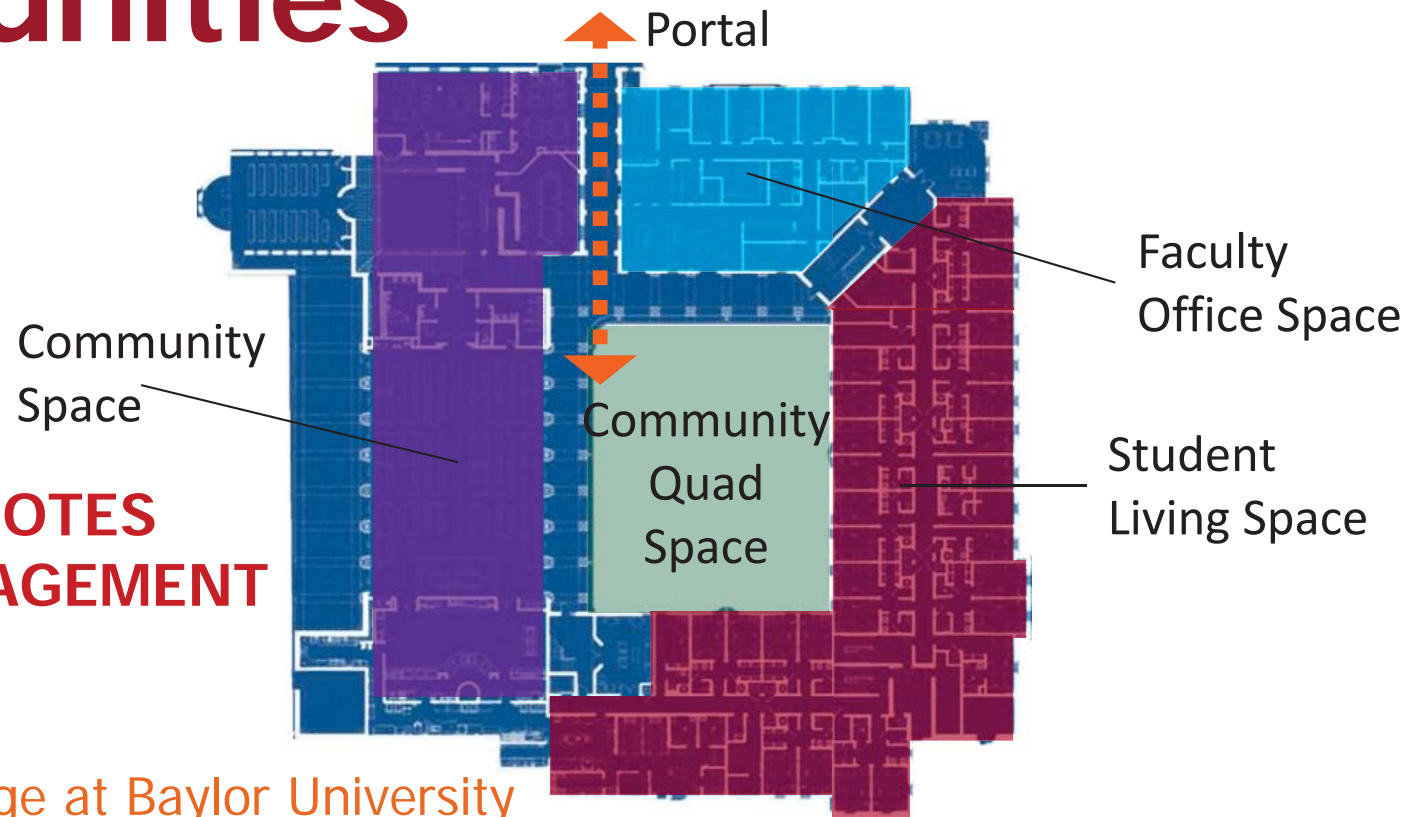 unities
Portal
Faculty
Office Space
Community
Space
Community
Quad
Space
Student
Living Space
OTES
AGEMENT
ge at Baylor University